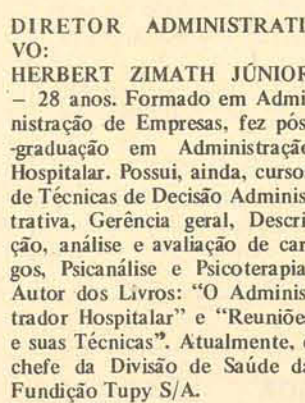 DIRETOR ADMINISTRATI
VO:
HERBERT ZIMATH JÚNIOR
– 28 anos. Formado em Admi
nistração de Empresas, fez pós
-graduação em Administração
Hospitalar. Possui, ainda, curso
de Técnicas de Decisão Adminis
trativa, Gerência geral, Descri
ção, análise e avaliação de car
gos, Psicanálise e Psicoterapia
Autor dos Livros: “O Adminis
trador Hospitalar” e “Reuniõe
e suas Técnicas”. Atualmente, é
chefe da Divisão de Saúde da
Fundição Tupy S/A.